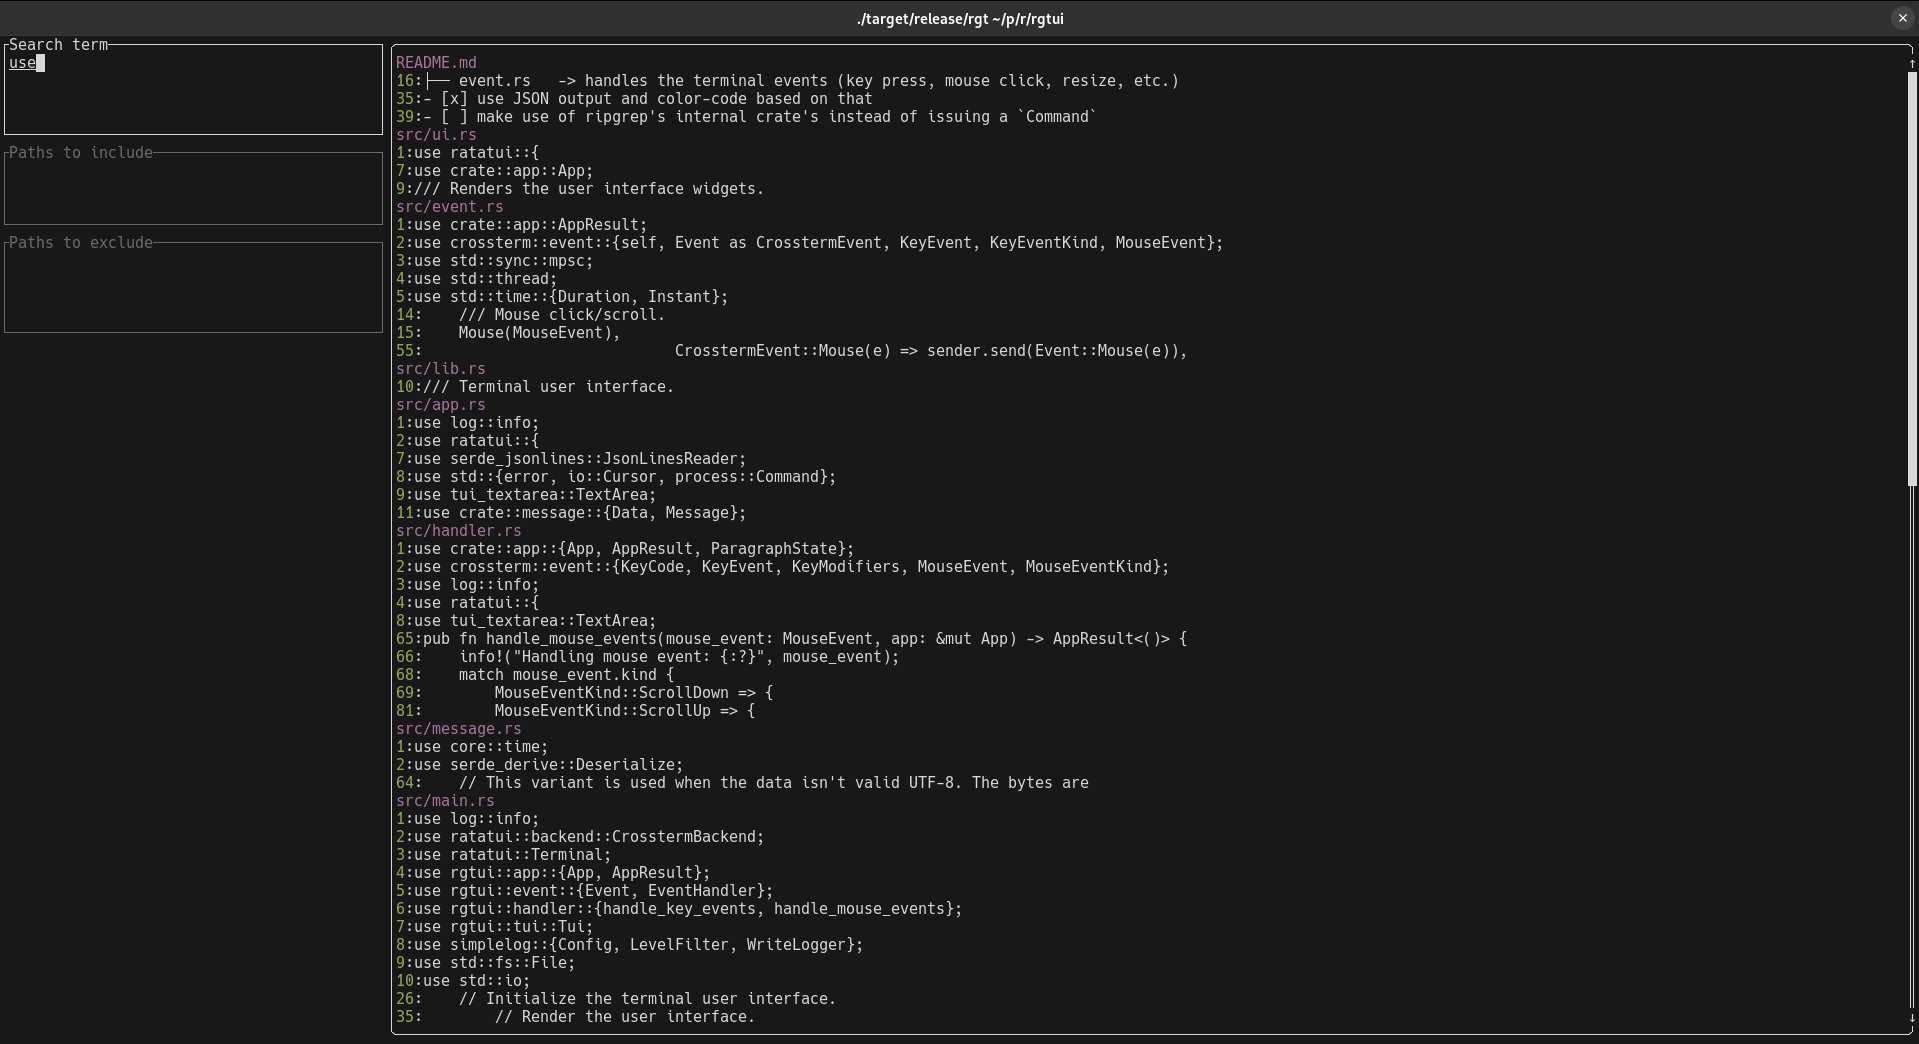 ./target/release/rgt ~/p/r/rgtui
Search term
use
Paths to include
Paths to exclude
README.md
16:├── event.rs   -> handles the terminal events (key press, mouse click, resize, etc.)
35:- [x] use JSON output and color-code based on that
39:- [ ] make use of ripgrep's internal crate's instead of issuing a `Command`
src/ui.rs
1:use ratatui::{
7:use crate::app::App;
9:/// Renders the user interface widgets.
src/event.rs
1:use crate::app::AppResult;
2:use crossterm::event::{self, Event as CrosstermEvent, KeyEvent, KeyEventKind, MouseEvent};
3:use std::sync::mpsc;
4:use std::thread;
5:use std::time::{Duration, Instant};
14:    /// Mouse click/scroll.
15:    Mouse(MouseEvent),
55:                            CrosstermEvent::Mouse(e) => sender.send(Event::Mouse(e)),
src/lib.rs
10:/// Terminal user interface.
src/app.rs
1:use log::info;
2:use ratatui::{
7:use serde_jsonlines::JsonLinesReader;
8:use std::{error, io::Cursor, process::Command};
9:use tui_textarea::TextArea;
11:use crate::message::{Data, Message};
src/handler.rs
1:use crate::app::{App, AppResult, ParagraphState};
2:use crossterm::event::{KeyCode, KeyEvent, KeyModifiers, MouseEvent, MouseEventKind};
3:use log::info;
4:use ratatui::{
8:use tui_textarea::TextArea;
65:pub fn handle_mouse_events(mouse_event: MouseEvent, app: &mut App) -> AppResult<()> {
66:    info!("Handling mouse event: {:?}", mouse_event);
68:    match mouse_event.kind {
69:        MouseEventKind::ScrollDown => {
81:        MouseEventKind::ScrollUp => {
src/message.rs
1:use core::time;
2:use serde_derive::Deserialize;
64:    // This variant is used when the data isn't valid UTF-8. The bytes are
src/main.rs
1:use log::info;
2:use ratatui::backend::CrosstermBackend;
3:use ratatui::Terminal;
4:use rgtui::app::{App, AppResult};
5:use rgtui::event::{Event, EventHandler};
6:use rgtui::handler::{handle_key_events, handle_mouse_events};
7:use rgtui::tui::Tui;
8:use simplelog::{Config, LevelFilter, WriteLogger};
9:use std::fs::File;
10:use std::io;
26:    // Initialize the terminal user interface.
35:        // Render the user interface.